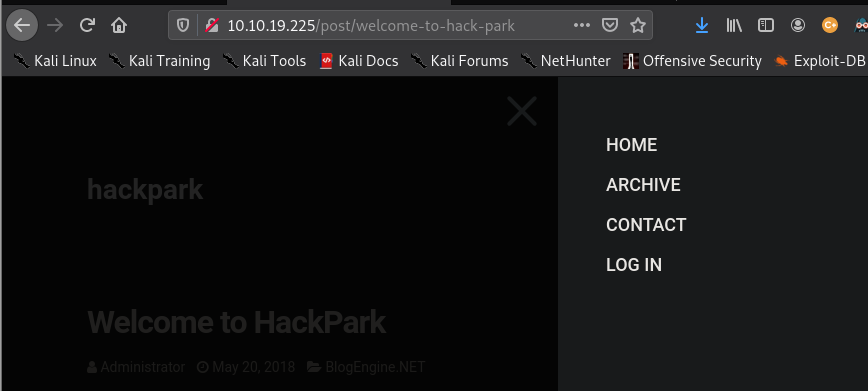 10.10.19.225/post/welcome-to-hack-park
Kali Linux Kali Training Kali Tools Kali Docs Kali Forums NetHunter Offensive Security Exploit-DB
HOME
ARCHIVE
CONTACT
LOG IN
hackpark
Welcome to HackPark
Administrator May 20, 2018 BlogEngine.NET